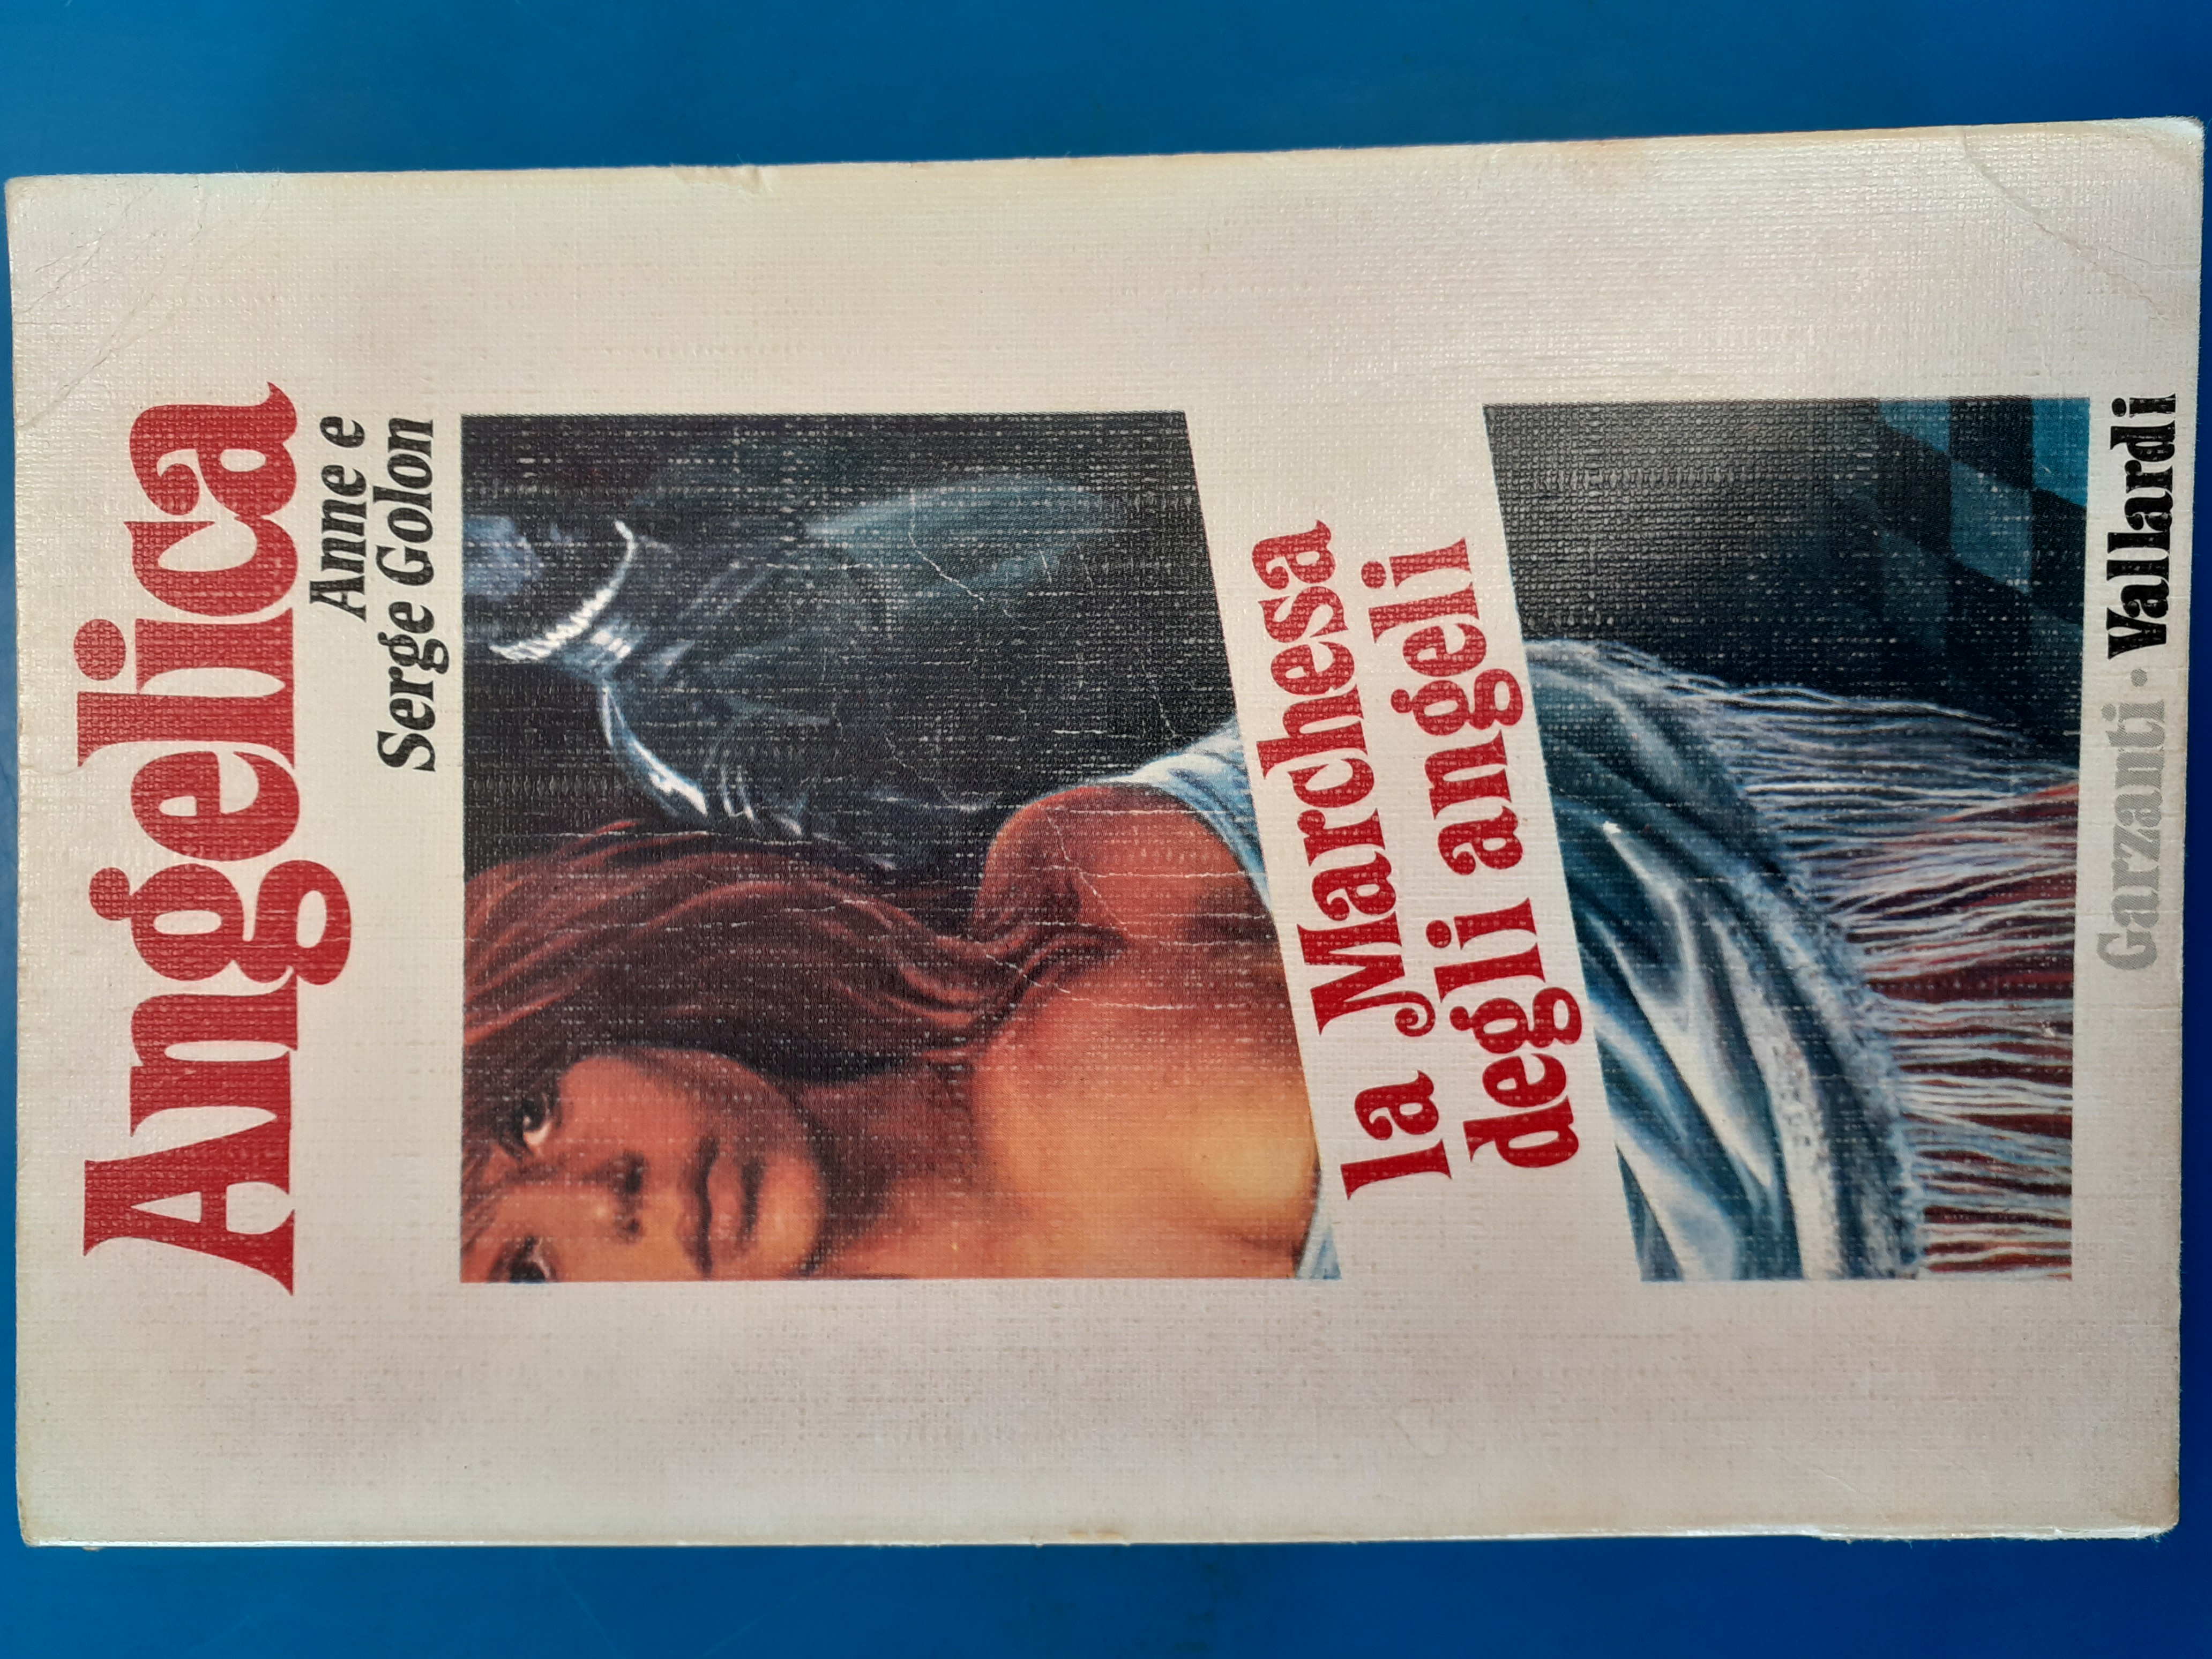 Angelica
Anne e
Serge Golon
la Marchesa
degli angeli
Garzanti • Vallardi